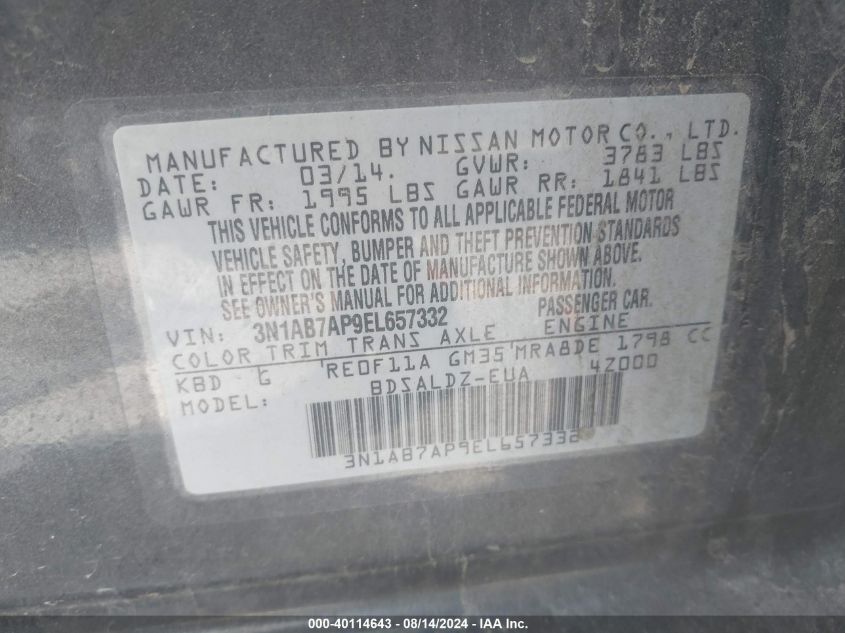 MANUFACTURED BY NISSAN MOTOR CO., LTD.
DATE: 03/14. GVWR: 3783 LBS
GAWR FR: 1995 LBS GAWR RR: 1841 LBS
THIS VEHICLE CONFORMS TO ALL APPLICABLE FEDERAL MOTOR
VEHICLE SAFETY, BUMPER AND THEFT PREVENTION STANDARDS
IN EFFECT ON THE DATE OF MANUFACTURE SHOWN ABOVE.
SEE OWNER'S MANUAL FOR ADDITIONAL INFORMATION.
VIN: 3N1AB7AP9EL657332 PASSENGER CAR.
COLOR TRIM TRANS AXLE ENGINE
KBD G RE0F11A GM35 MRA8DE 1798 CC
MODEL: BDSALDZ-EUA 4Z000
3N1AB7AP9EL657332
000-40114643 - 08/14/2024 - IAA Inc.